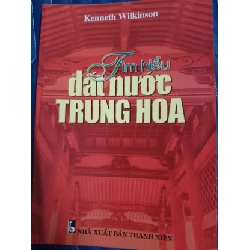 Kenneth Wilkinson
Tìm hiểu
đất nước
TRUNG HOA
NHÀ XUẤT BẢN THANH NIÊN